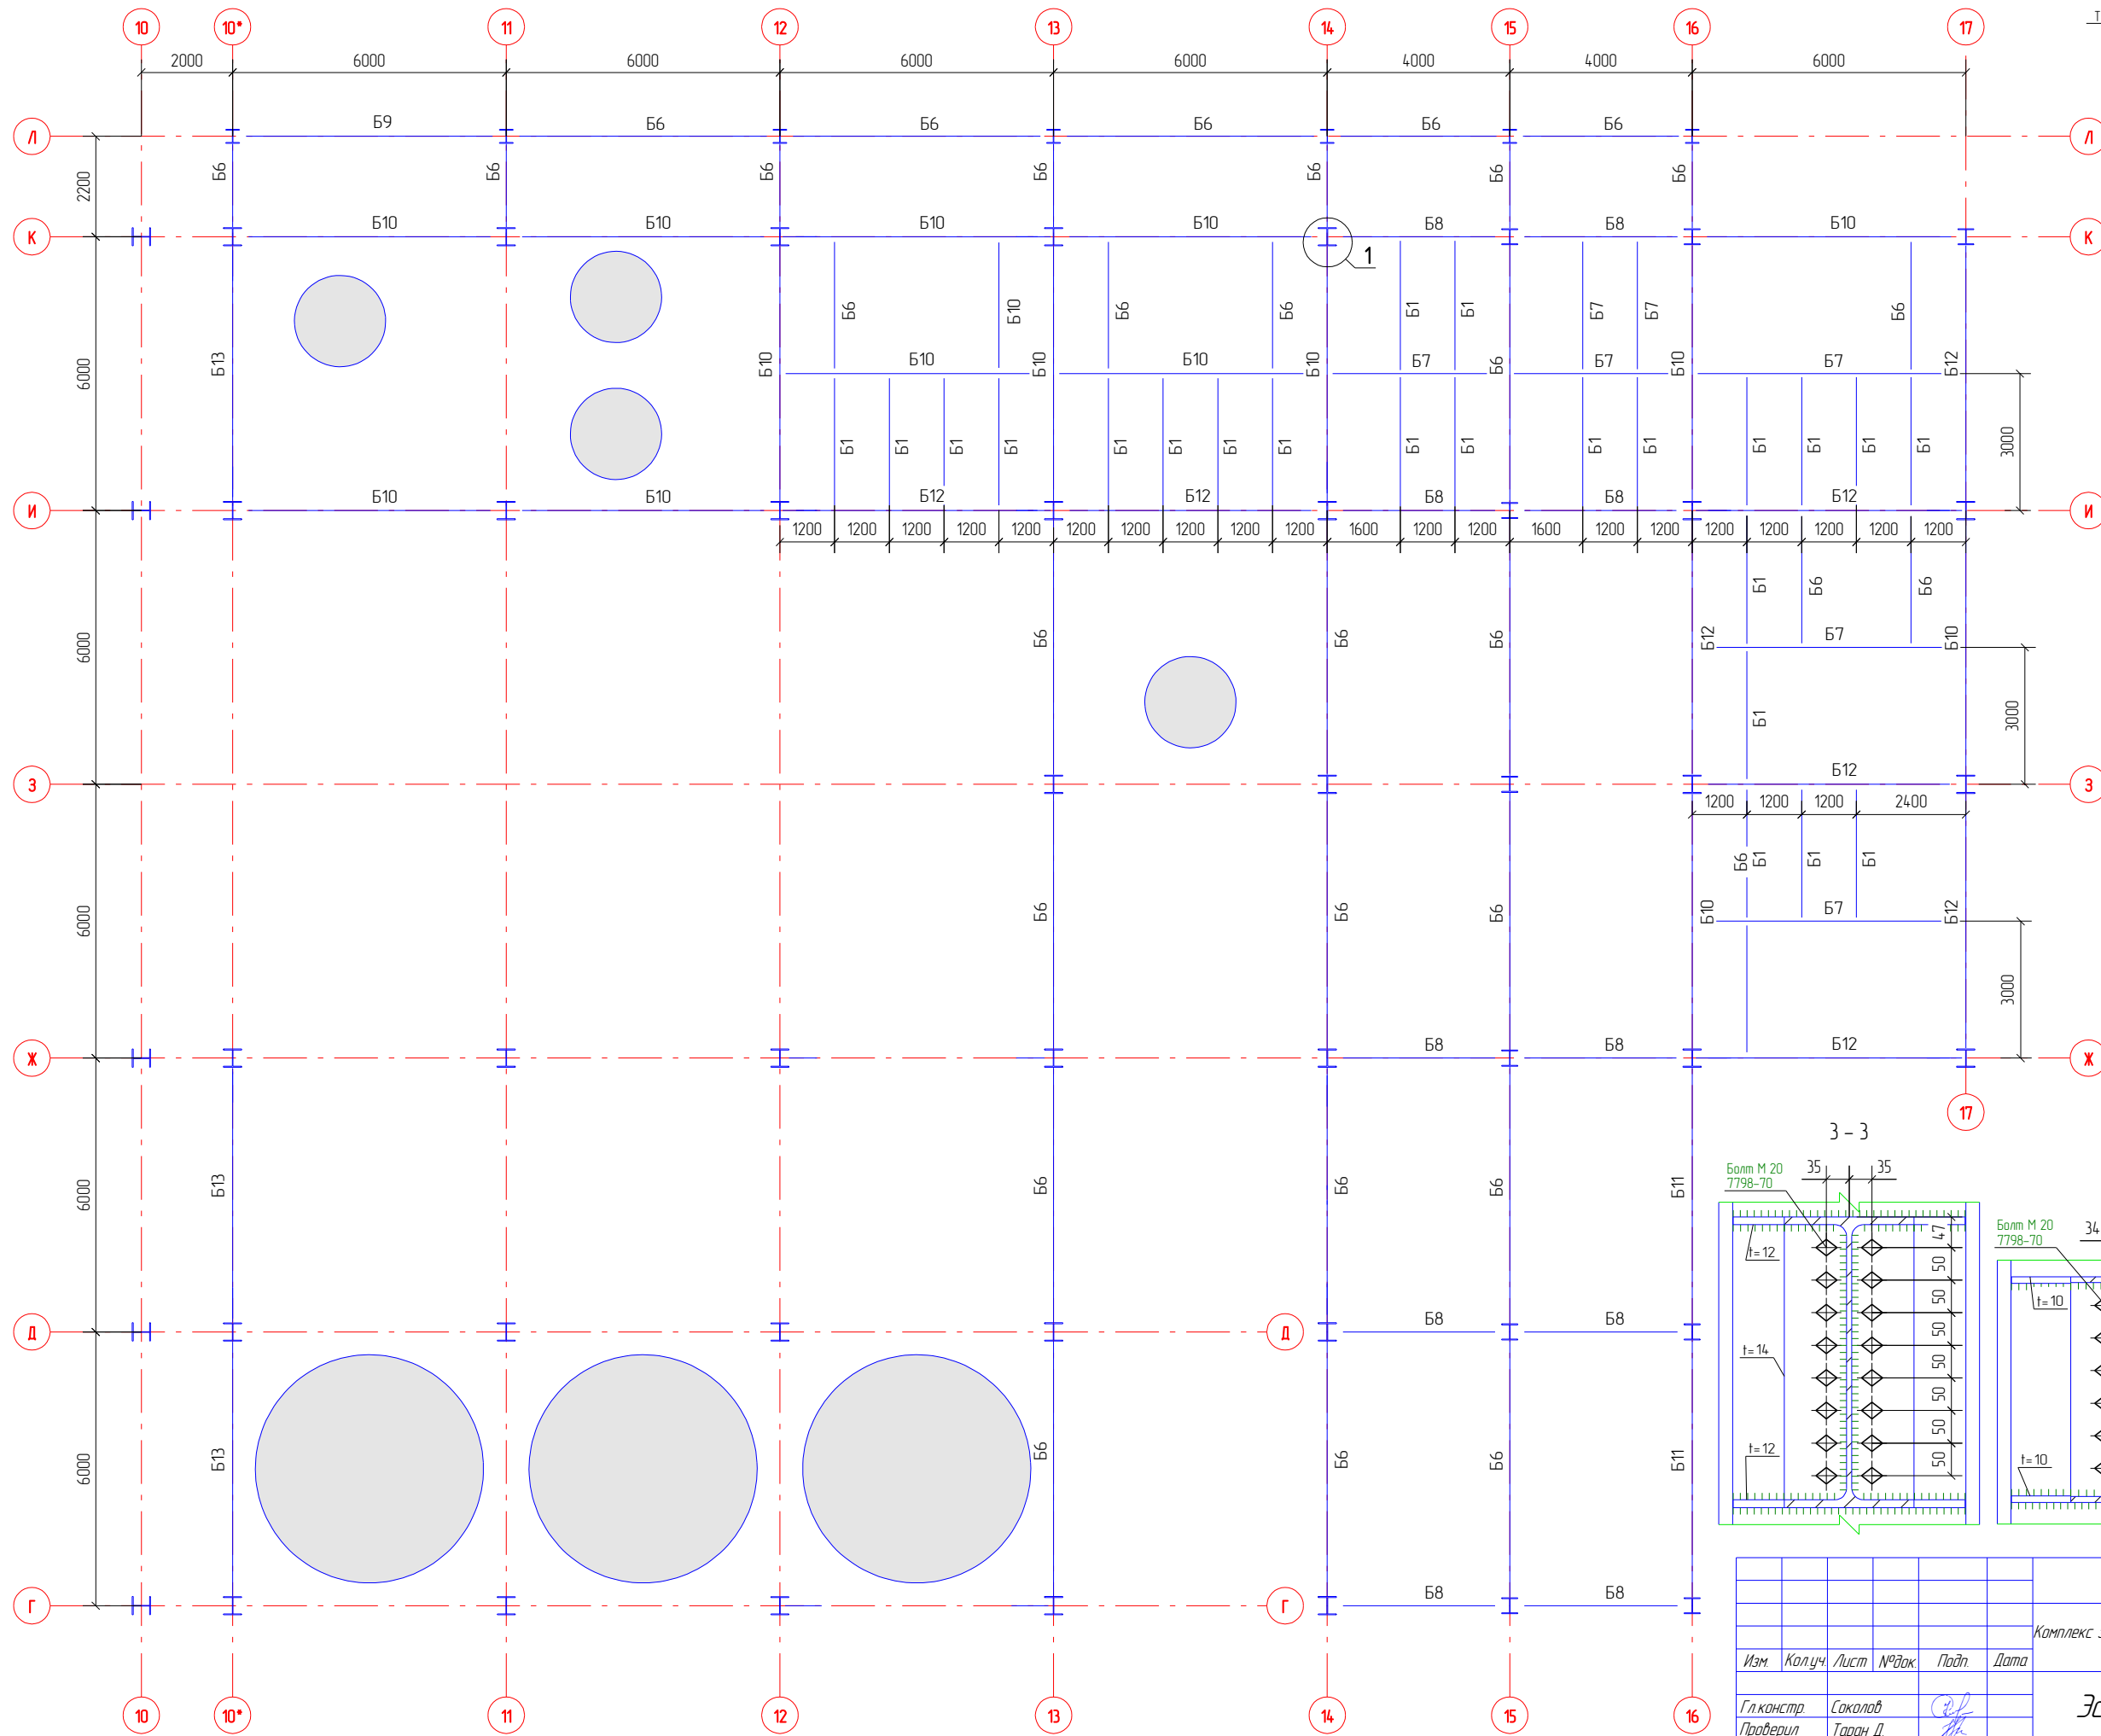 10 10* 11 12 13 14 15 16 17
Т
2000 6000 6000 6000 6000 4000 4000 6000
Л Б9 Б6 Б6 Б6 Б6 Б6 Л
2200 Б6 Б6 Б6 Б6 Б6 Б6 Б6
К Б10 Б10 Б10 Б10 Б8 Б8 Б10 К
1
Б6 Б10 Б6 Б6 Б1 Б1 Б7 Б7 Б6
6000 Б13 Б10 Б10 Б10 Б10 Б10 Б7 Б6 Б7 Б10 Б7 Б12
Б1 Б1 Б1 Б1 Б1 Б1 Б1 Б1 Б1 Б1 Б1 Б1 Б1 Б1 Б1 Б1 3000
И Б10 Б10 Б12 Б12 Б8 Б8 Б12 И
1200 1200 1200 1200 1200 1200 1200 1200 1200 1200 1600 1200 1200 1600 1200 1200 1200 1200 1200 1200 1200
Б1 Б6 Б6
6000 Б6 Б6 Б6 Б12 Б7 Б10
Б1 3000
З Б12 З
1200 1200 1200 2400
Б6 Б1 Б1 Б1
6000 Б6 Б6 Б6 Б10 Б7 Б12
3000
Ж Б8 Б8 Б12 Ж
17
6000 Б13 Б6 Б6 Б6 Б11
Д Д Б8 Б8
6000 Б13 Б6 Б6 Б6 Б11
Г Г Б8 Б8
10 10* 11 12 13 14 15 16
3 - 3
Болт М 20
7798-70
35 35
47
50
50
50
50
50
50
50
t=12
t=14
t=12
Болт М 20
7798-70
34
t=10
t=10
Комплекс
Изм. Кол.уч. Лист №док. Подп. Дата
Гл.констр. Соколов
Проверил Таран Д.